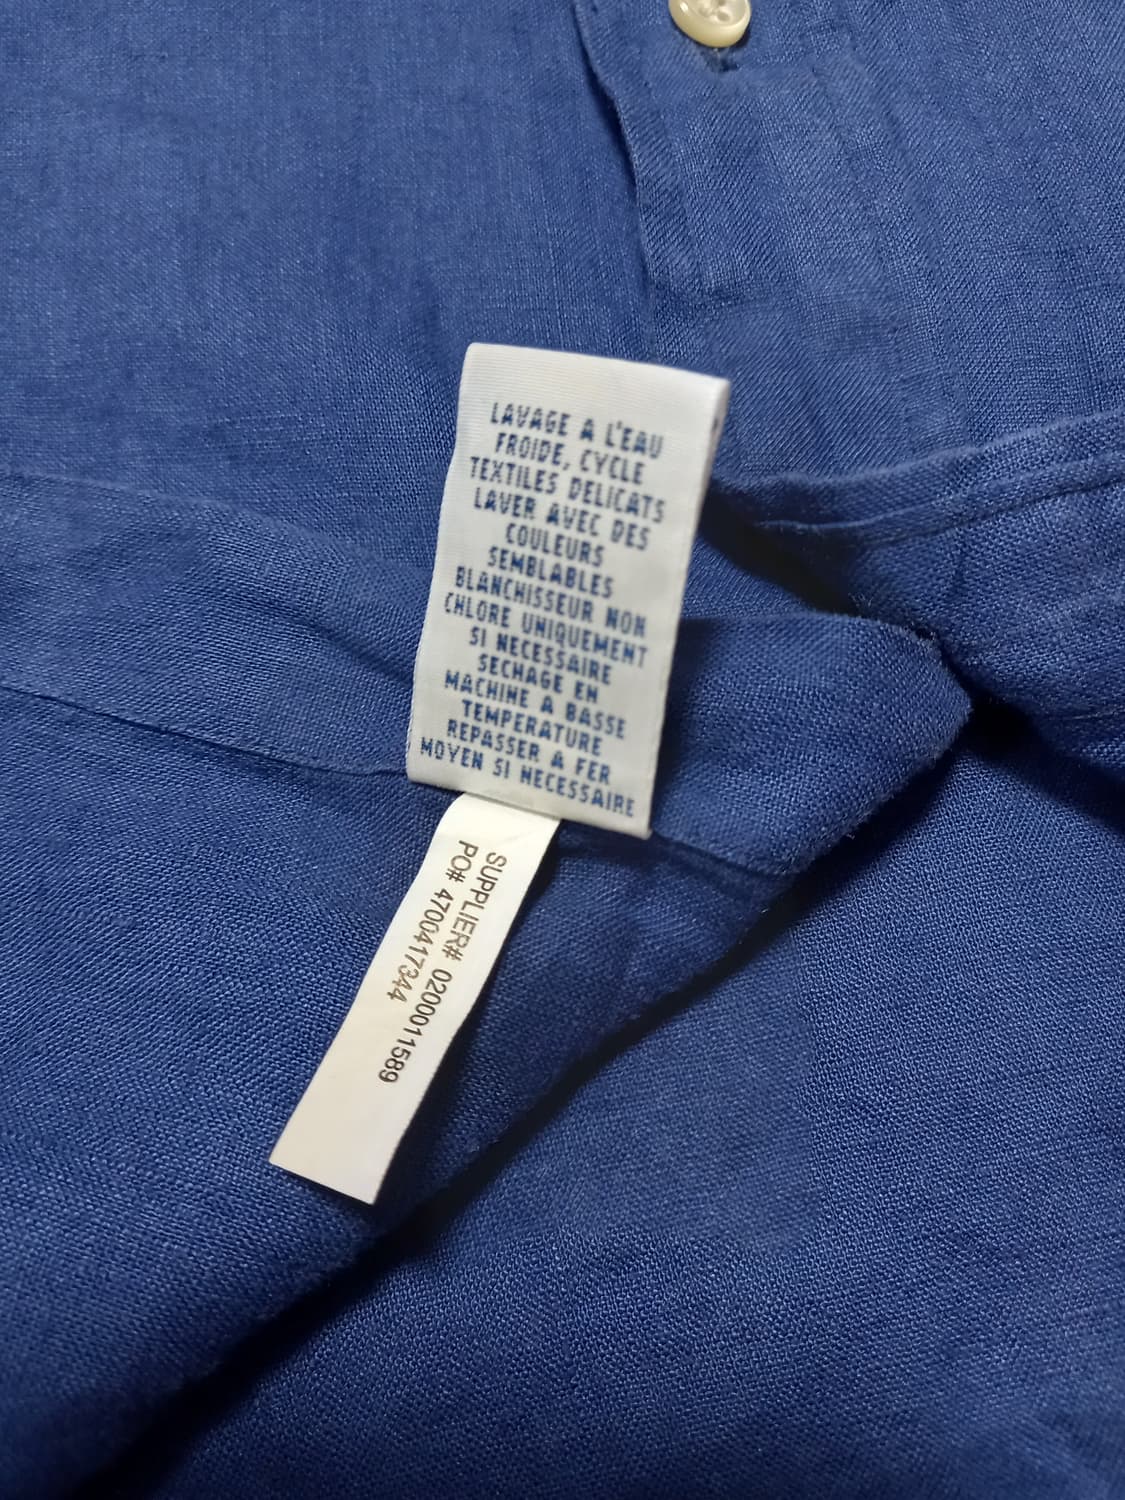 LAVAGE A L'EAU
FROIDE, CYCLE
TEXTILES DELICATS
LAVER AVEC DES
COULEURS
SEMBLABLES
BLANCHISSEUR NON
CHLORE UNIQUEMENT
SI NECESSAIRE
SECHAGE EN
MACHINE A BASSE
TEMPERATURE
REPASSER A FER
MOYEN SI NECESSAIRE
SUPPLIER# 0200011589
PO# 4700417344